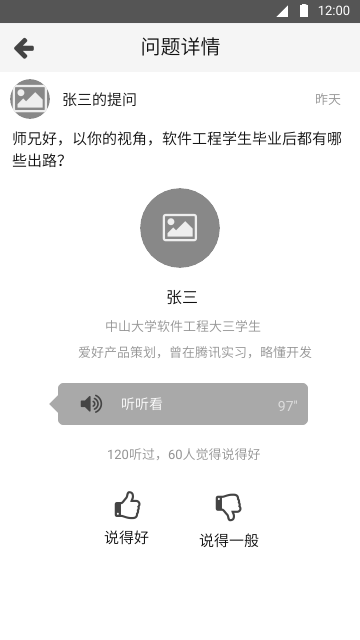 12:00
问题详情
张三的提问
昨天
师兄好，以你的视角，软件工程学生毕业后都有哪
些出路？
张三
中山大学软件工程大三学生
爱好产品策划，曾在腾讯实习，略懂开发
听听看
97"
120听过，60人觉得说得好
说得好
说得一般